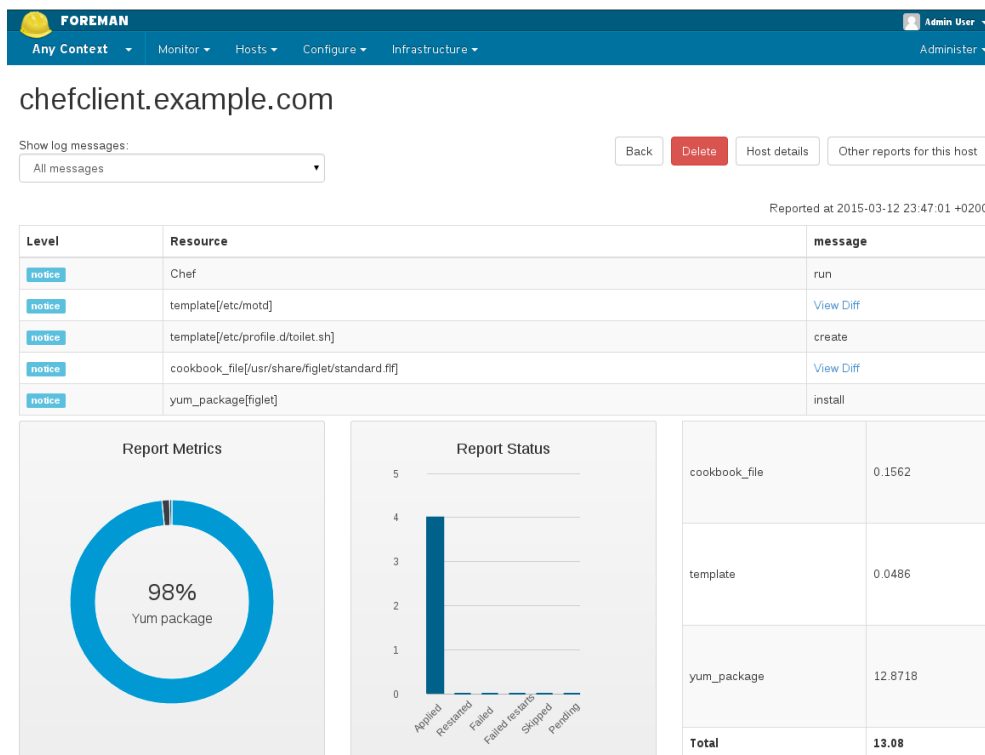 FOREMAN
Admin User
Any Context Monitor Hosts Configure Infrastructure Administer
chefclient.example.com
Show log messages:
All messages
Back Delete Host details Other reports for this host
Reported at 2015-03-12 23:47:01 +0200
Level Resource message
notice Chef run
notice template[/etc/motd] View Diff
notice template[/etc/profile.d/toilet.sh] create
notice cookbook_file[/usr/share/figlet/standard.flf] View Diff
notice yum_package[figlet] install
Report Metrics
98%
Yum package
Report Status
5
4
3
2
1
0
Applied Restarted Failed Failed restarts Skipped Pending
cookbook_file 0.1562
template 0.0486
yum_package 12.8718
Total 13.08